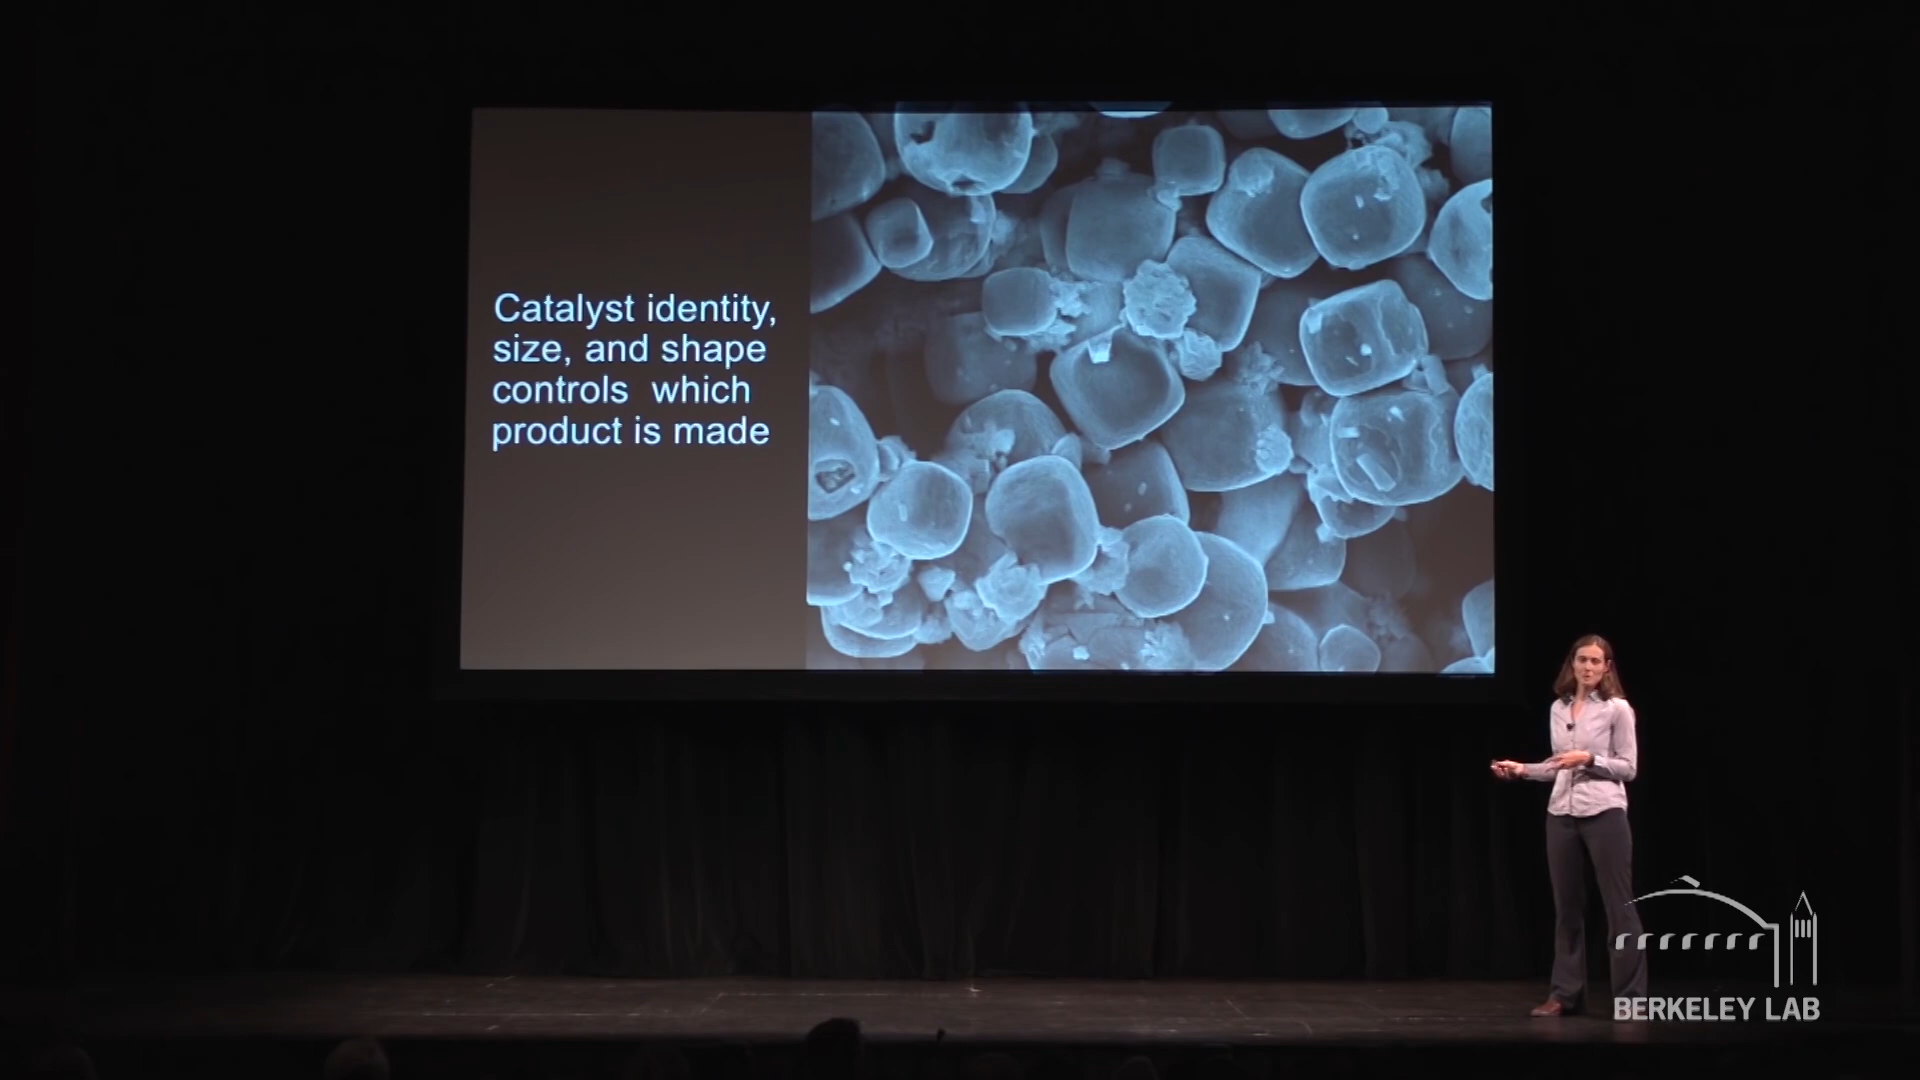 Catalyst identity,
size, and shape
controls which
product is made
BERKELEY LAB